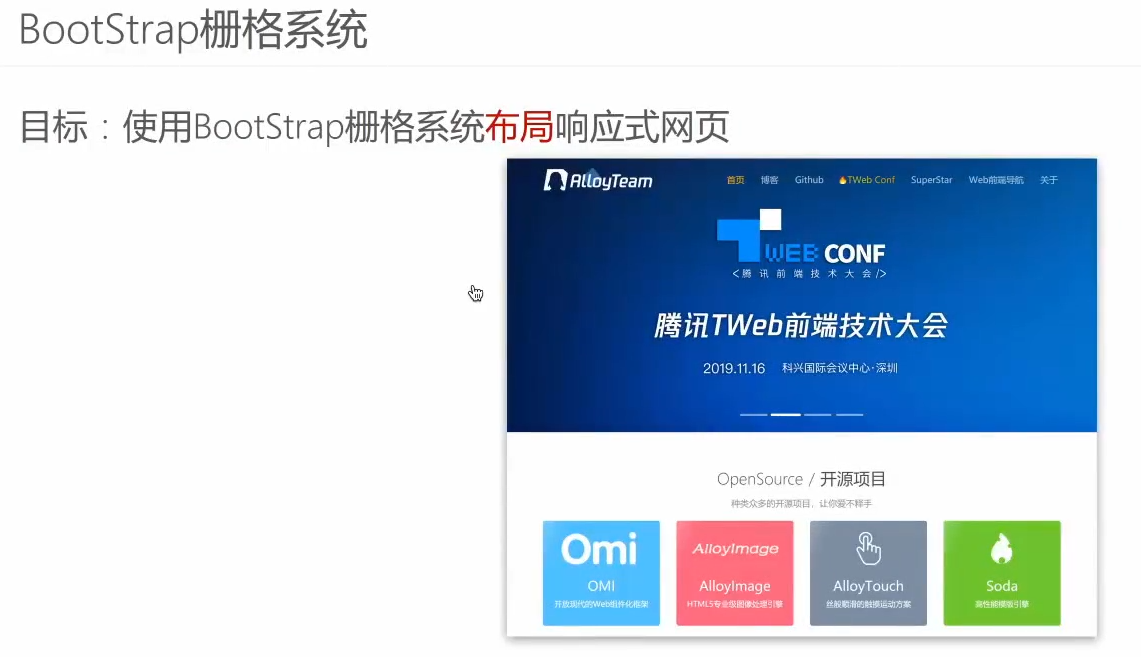 BootStrap栅格系统
目标：使用BootStrap栅格系统布局响应式网页
AlloyTeam
首页 博客 Github TWeb Conf SuperStar Web前端导航 关于
WEB CONF
<腾讯前端技术大会/>
腾讯TWeb前端技术大会
2019.11.16 科兴国际会议中心·深圳
OpenSource / 开源项目
种类众多的开源项目，让你爱不释手
Omi AlloyImage
OMI AlloyImage AlloyTouch Soda
开放现代的Web组件化框架 HTML5专业级图像处理引擎 丝般顺滑的触摸运动方案 高性能模版引擎